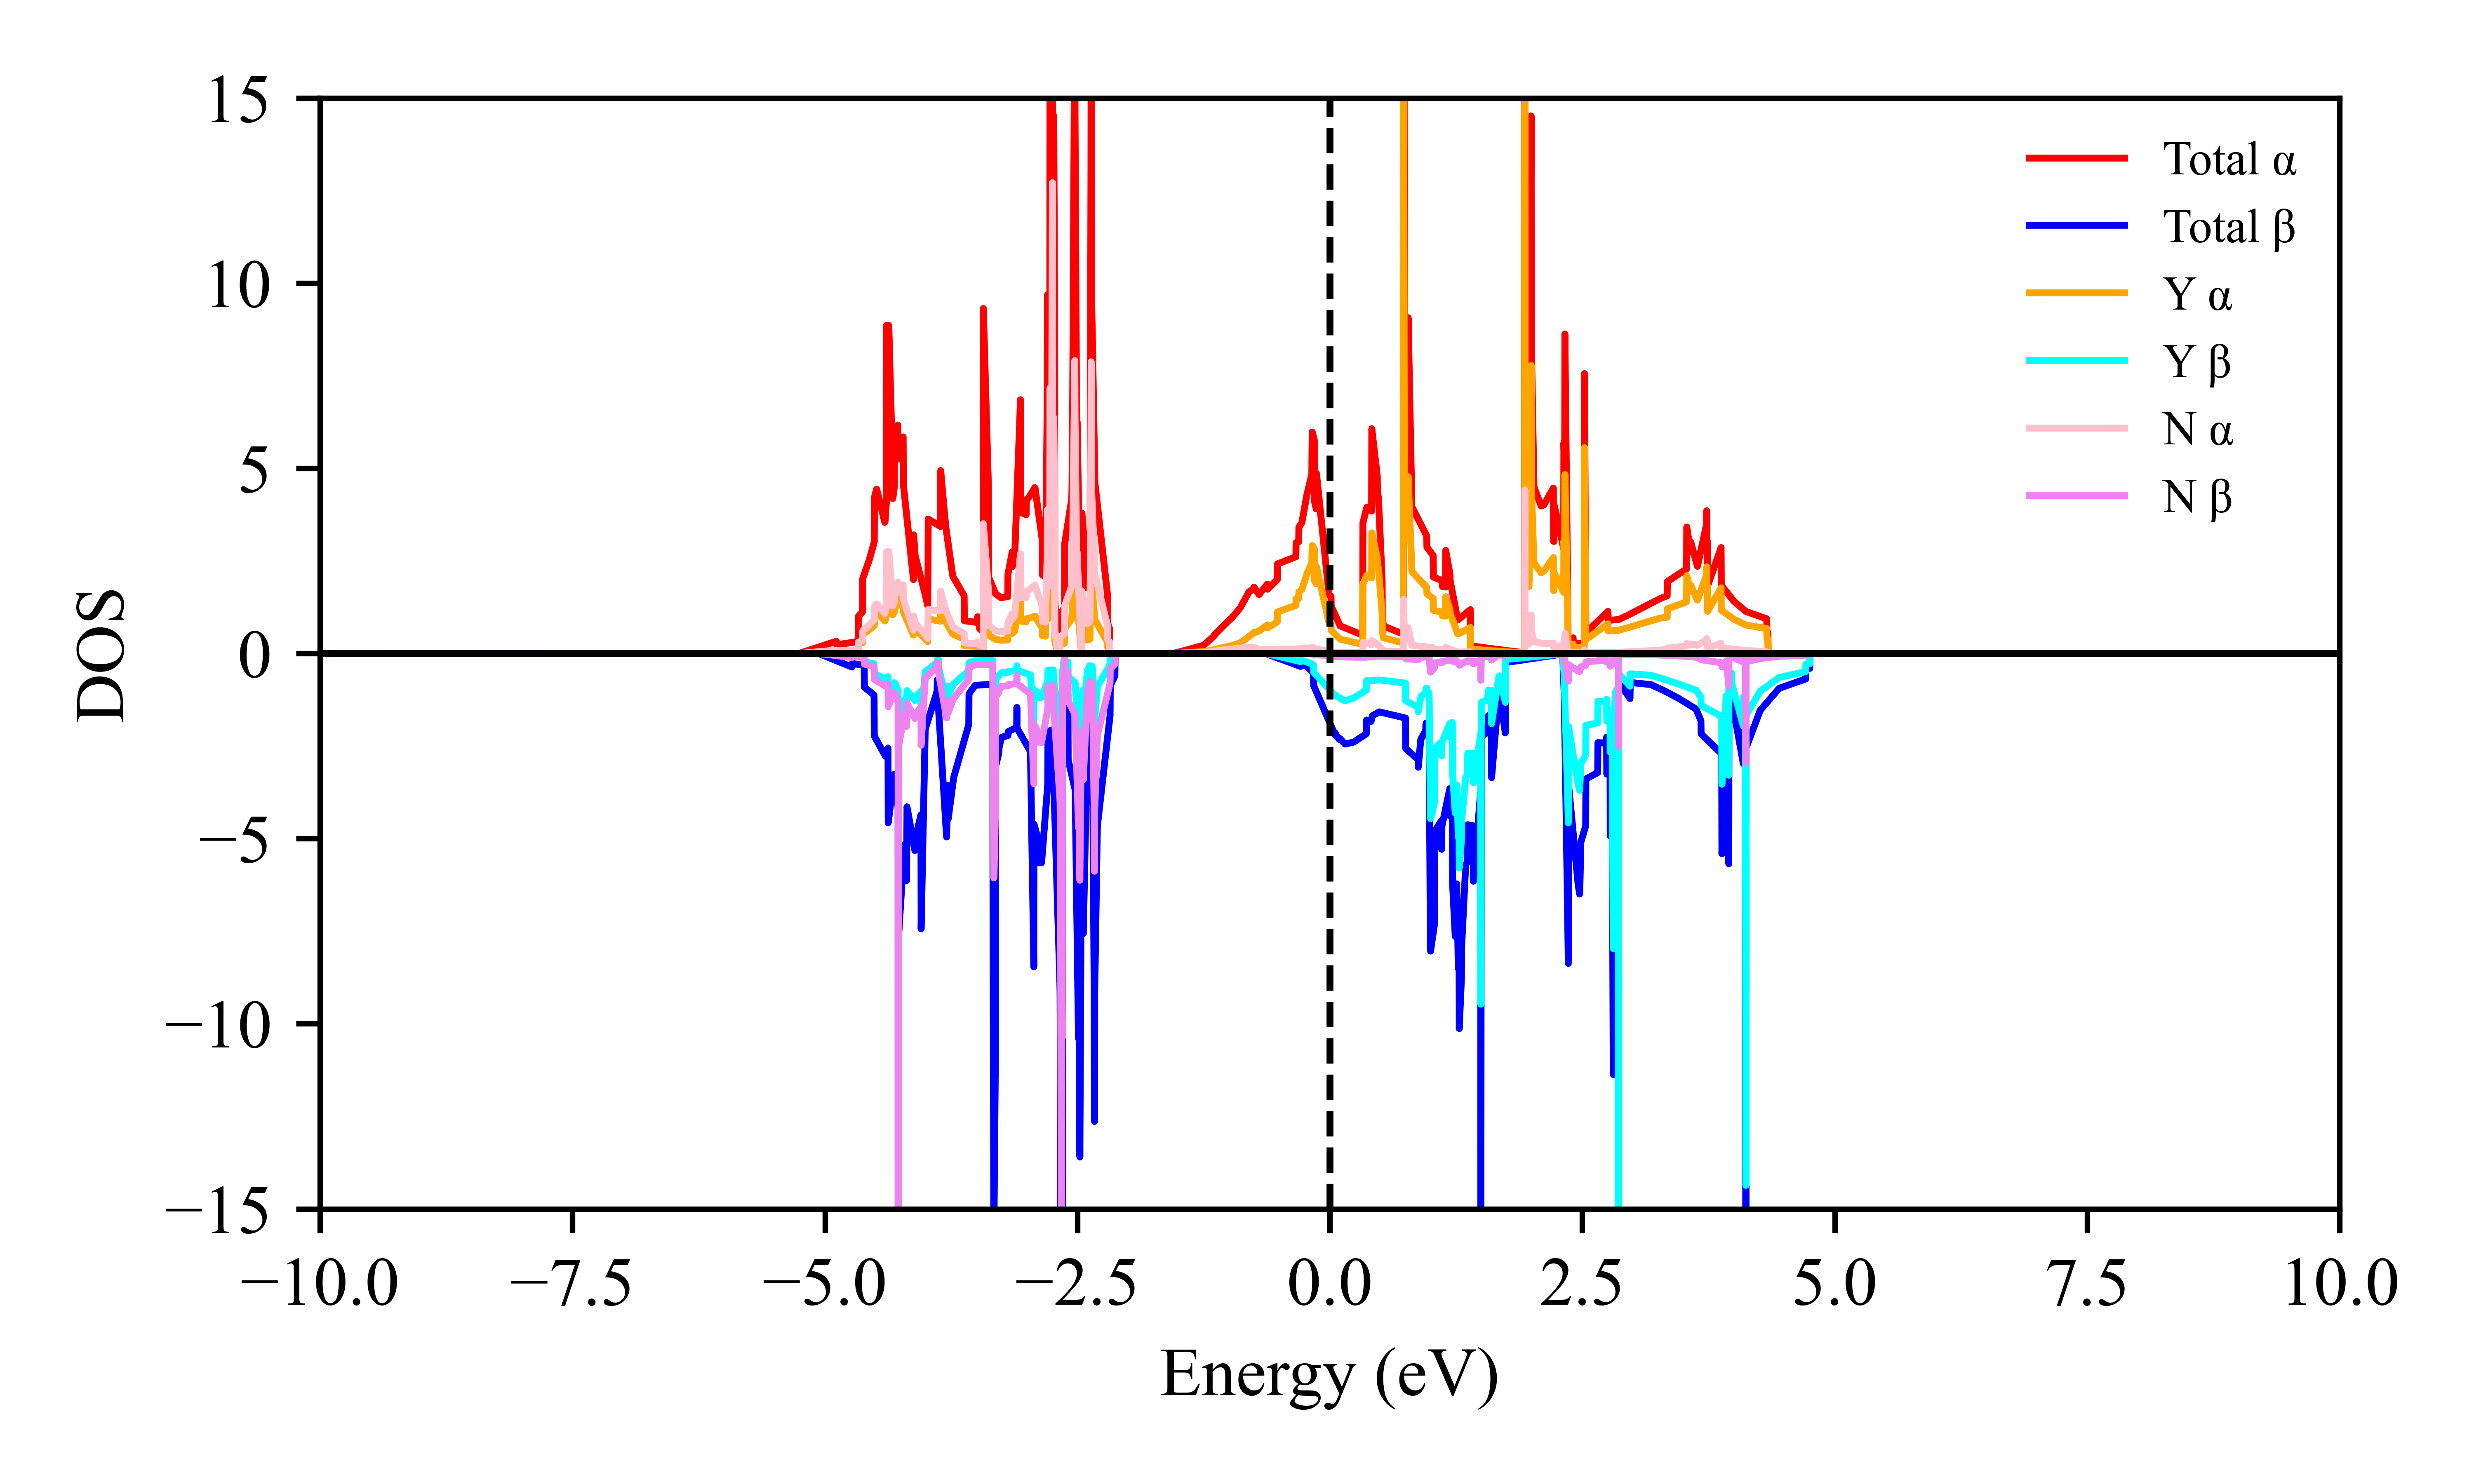 15
10
5
0
−5
−10
−15
DOS
Total α
Total β
Y α
Y β
N α
N β
−10.0 −7.5 −5.0 −2.5 0.0 2.5 5.0 7.5 10.0
Energy (eV)